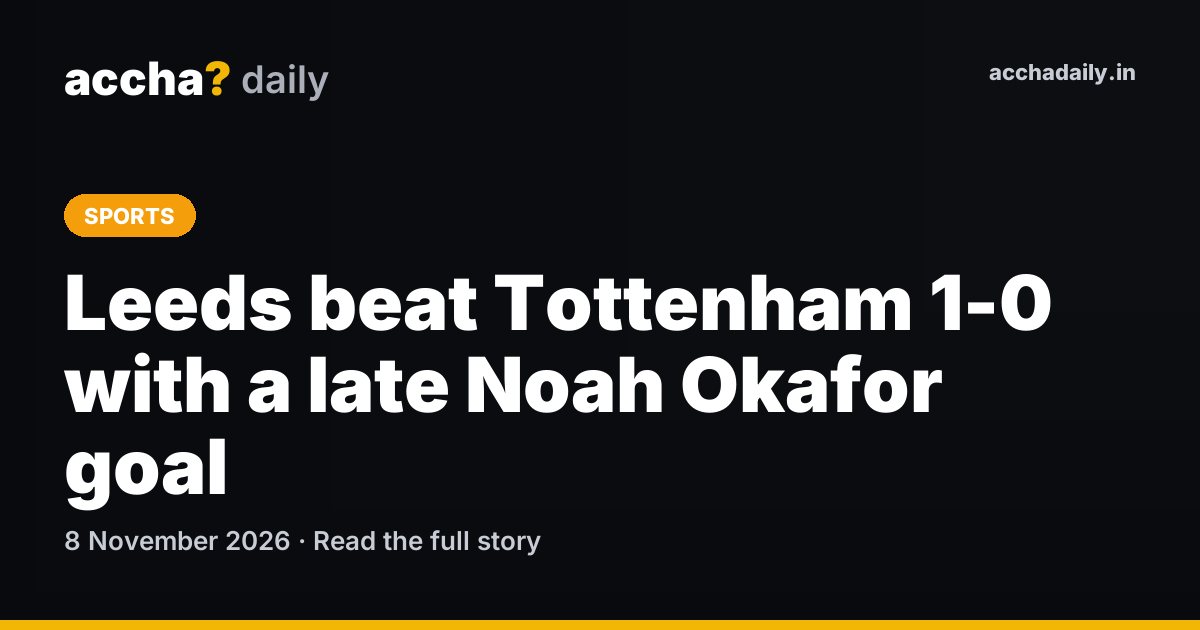 accha? daily
acchadaily.in
SPORTS
Leeds beat Tottenham 1-0
with a late Noah Okafor
goal
8 November 2026 · Read the full story